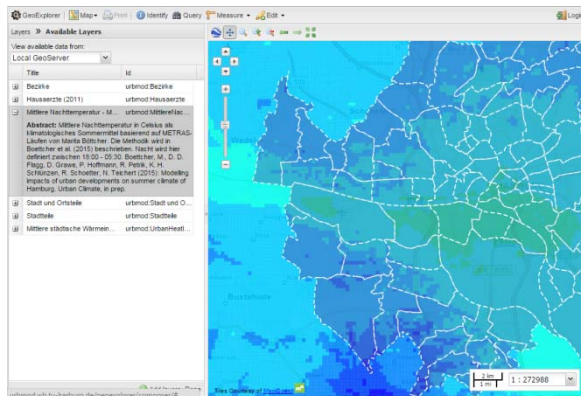 GeoExplorer Map Print Identify Query Measure Edit Login
Layers » Available Layers
View available data from:
Local GeoServer
Title Id
Bezirke urbmod:Bezirke
Hausaerzte (2011) urbmod:Hausaerzte
Mittlere Nachttemperatur - M... urbmod:MittlereNac...
Abstract: Mittlere Nachttemperatur in Celsius als
klimatologisches Sommermittel basierend auf METRAS-
Läufen von Marita Böttcher. Die Methodik wird in
Boettcher et al. (2015) beschrieben. Nacht wird hier
definiert zwischen 18:00 - 05:30. Boettcher, M., D. D.
Flagg, D. Grawe, P. Hoffmann, R. Petrik, K. H.
Schlünzen, R. Schoetter, N. Teichert (2015): Modelling
impacts of urban developments on summer climate of
Hamburg. Urban Climate, in prep.
Stadt und Ortsteile urbmod:Stadt und O...
Stadtteile urbmod:Stadtteile
Mittlere städtische Wärmein... urbmod:UrbanHeatI...
Wedel
Buxtehude
Tiles Courtesy of MapQuest
2 km
1 mi
1 : 272988